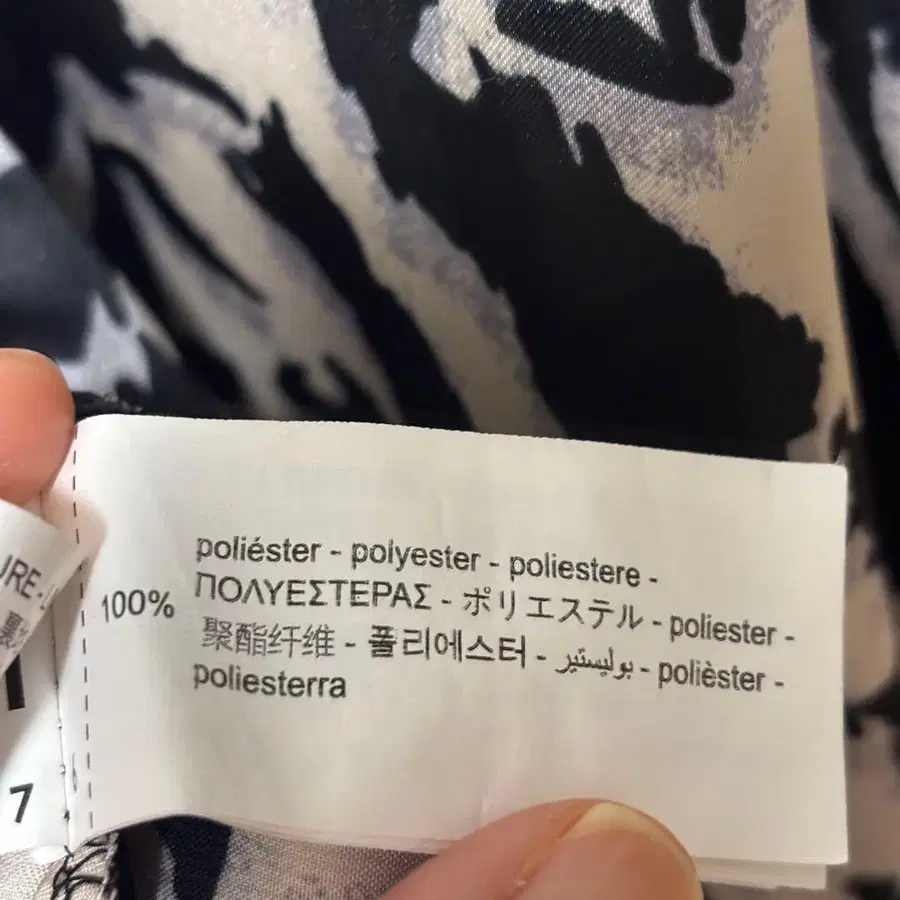 100%
poliéster - polyester - poliestere -
ΠΟΛΥΕΣΤΕΡΑΣ - ポリエステル - poliester -
聚酯纤维 - 폴리에스터 - بوليستير - polièster -
poliesterra
7